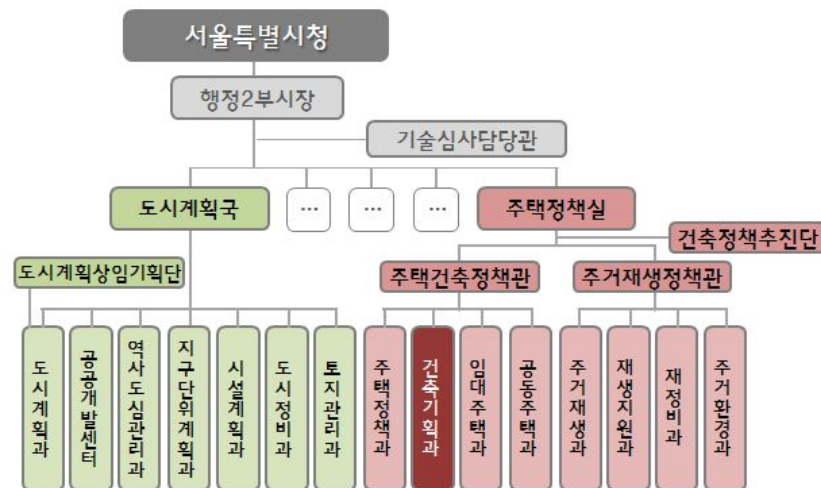 서울특별시청
행정2부시장
기술심사담당관
도시계획국
...
...
...
주택정책실
건축정책추진단
도시계획상임기획단
주택건축정책관
주거재생정책관
도시계획과
공공개발센터
역사도심관리과
지구단위계획과
시설계획과
도시정비과
토지관리과
주택정책과
건축기획과
임대주택과
공동주택과
주거재생과
재생지원과
재정비과
주거환경과